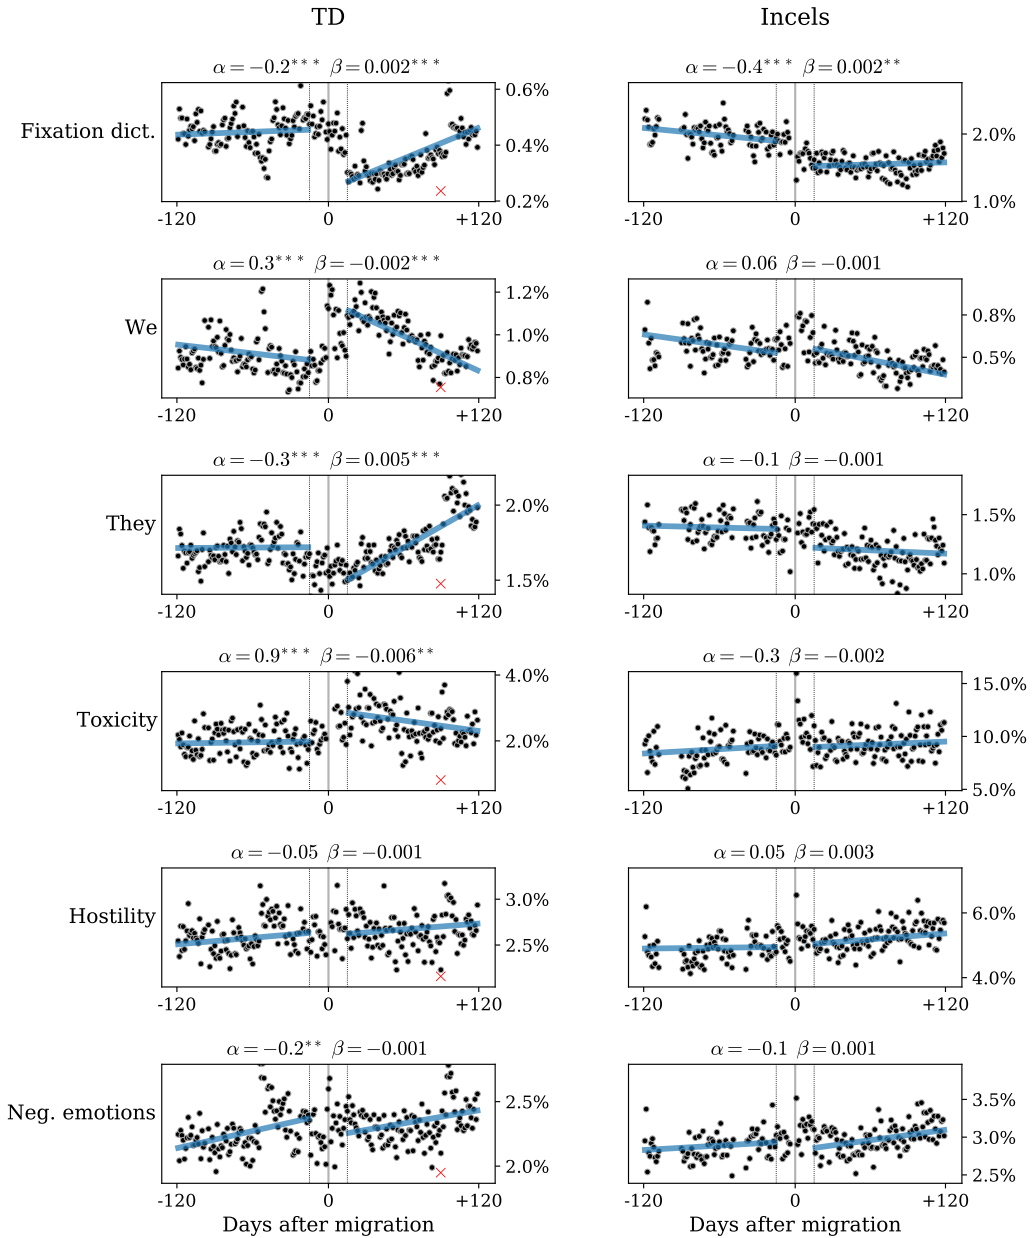 TD Incels
α = −0.2*** β = 0.002*** α = −0.4*** β = 0.002**
Fixation dict.
0.6%
0.4%
0.2%
2.0%
1.0%
-120 0 +120 -120 0 +120
α = 0.3*** β = −0.002*** α = 0.06 β = −0.001
We
1.2%
1.0%
0.8%
0.8%
0.5%
-120 0 +120 -120 0 +120
α = −0.3*** β = 0.005*** α = −0.1 β = −0.001
They
2.0%
1.5%
1.5%
1.0%
-120 0 +120 -120 0 +120
α = 0.9*** β = −0.006** α = −0.3 β = −0.002
Toxicity
4.0%
2.0%
15.0%
10.0%
5.0%
-120 0 +120 -120 0 +120
α = −0.05 β = −0.001 α = 0.05 β = 0.003
Hostility
3.0%
2.5%
6.0%
4.0%
-120 0 +120 -120 0 +120
α = −0.2** β = −0.001 α = −0.1 β = 0.001
Neg. emotions
2.5%
2.0%
3.5%
3.0%
2.5%
-120 0 +120 -120 0 +120
Days after migration Days after migration